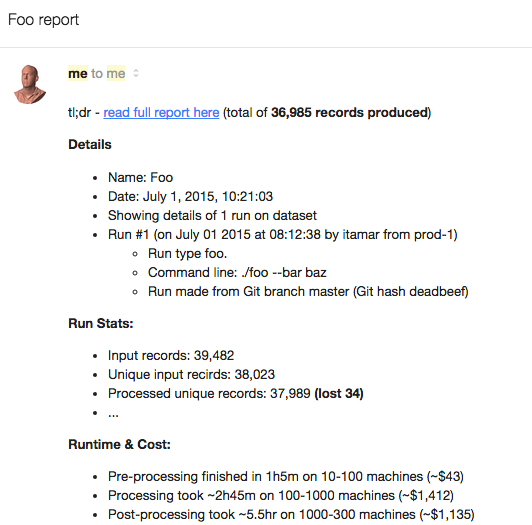 Foo report
me to me
tl;dr - read full report here (total of 36,985 records produced)
Details
Name: Foo
Date: July 1, 2015, 10:21:03
Showing details of 1 run on dataset
Run #1 (on July 01 2015 at 08:12:38 by itamar from prod-1)
Run type foo.
Command line: ./foo --bar baz
Run made from Git branch master (Git hash deadbeef)
Run Stats:
Input records: 39,482
Unique input recirds: 38,023
Processed unique records: 37,989 (lost 34)
...
Runtime & Cost:
Pre-processing finished in 1h5m on 10-100 machines (~$43)
Processing took ~2h45m on 100-1000 machines (~$1,412)
Post-processing took ~5.5hr on 1000-300 machines (~$1,135)